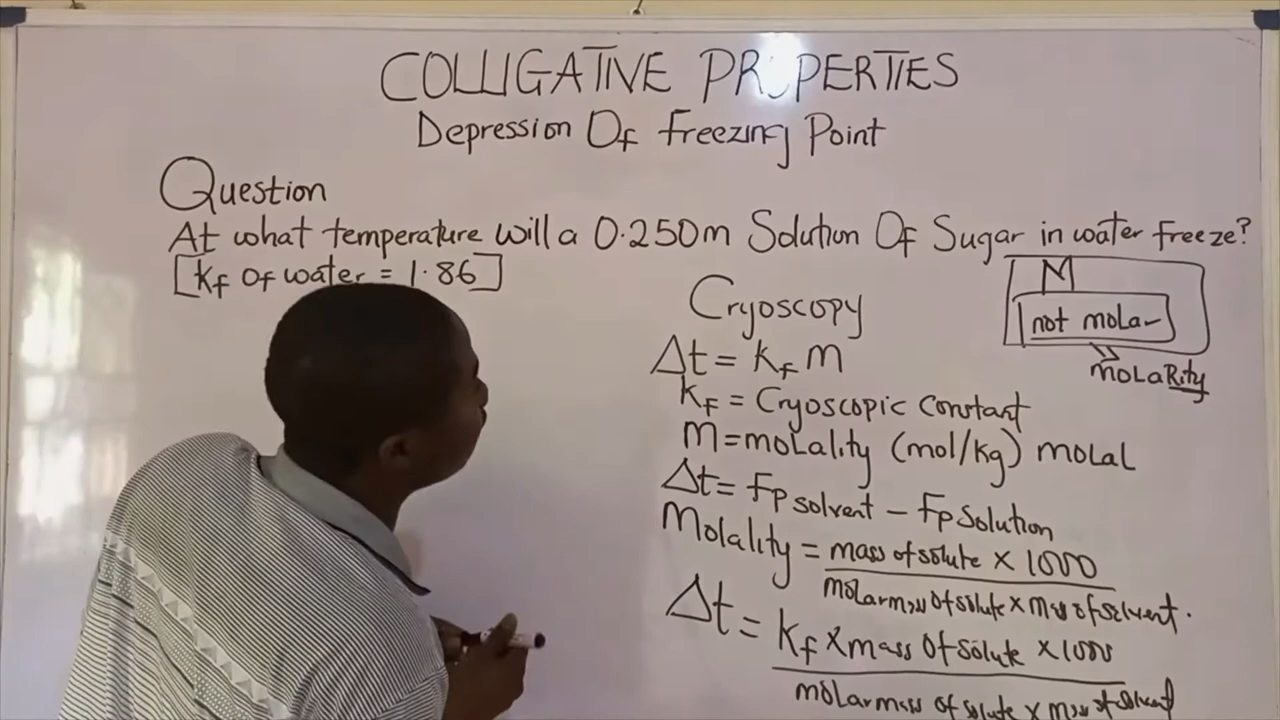 COLLIGATIVE PROPERTIES
Depression Of Freezing Point
Question
At what temperature will a 0.250m Solution Of Sugar in water freeze?
[Kf Of water = 1.86]
M
not molar
molaRity
Cryoscopy
Δt = Kf m
Kf = Cryoscopic Constant
M = molality (mol/kg) molal
Δt = Fp solvent - Fp Solution
Molality = mass of solute × 1000
molar mass Of solute × mass of solvent.
Δt = Kf × mass Of solute × 1000
molar mass of solute × mass of solvent